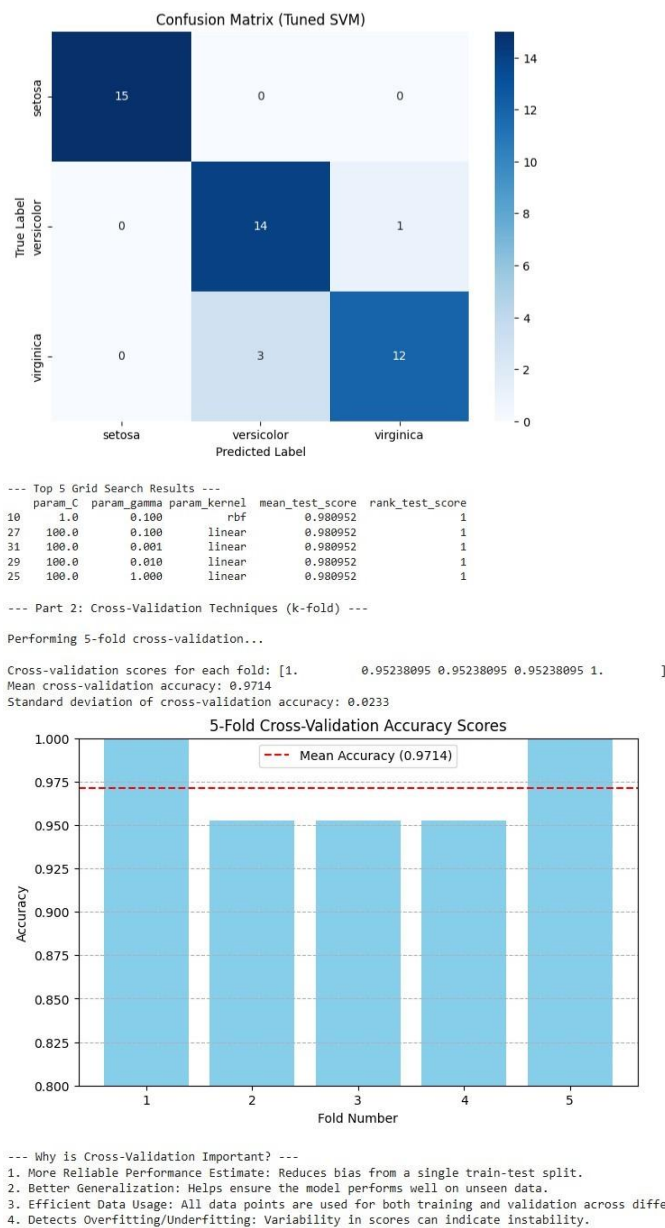 Confusion Matrix (Tuned SVM)
setosa 15 0 0
versicolor 0 14 1
virginica 0 3 12
True Label
setosa versicolor virginica
Predicted Label
14
12
10
8
6
4
2
0
--- Top 5 Grid Search Results ---
param_C param_gamma param_kernel mean_test_score rank_test_score
10 1.0 0.100 rbf 0.980952 1
27 100.0 0.100 linear 0.980952 1
31 100.0 0.001 linear 0.980952 1
29 100.0 0.010 linear 0.980952 1
25 100.0 1.000 linear 0.980952 1
--- Part 2: Cross-Validation Techniques (k-fold) ---
Performing 5-fold cross-validation...
Cross-validation scores for each fold: [1. 0.95238095 0.95238095 0.95238095 1. ]
Mean cross-validation accuracy: 0.9714
Standard deviation of cross-validation accuracy: 0.0233
5-Fold Cross-Validation Accuracy Scores
Mean Accuracy (0.9714)
1.000
0.975
0.950
0.925
0.900
0.875
0.850
0.825
0.800
Accuracy
1 2 3 4 5
Fold Number
--- Why is Cross-Validation Important? ---
1. More Reliable Performance Estimate: Reduces bias from a single train-test split.
2. Better Generalization: Helps ensure the model performs well on unseen data.
3. Efficient Data Usage: All data points are used for both training and validation across diffe
4. Detects Overfitting/Underfitting: Variability in scores can indicate instability.